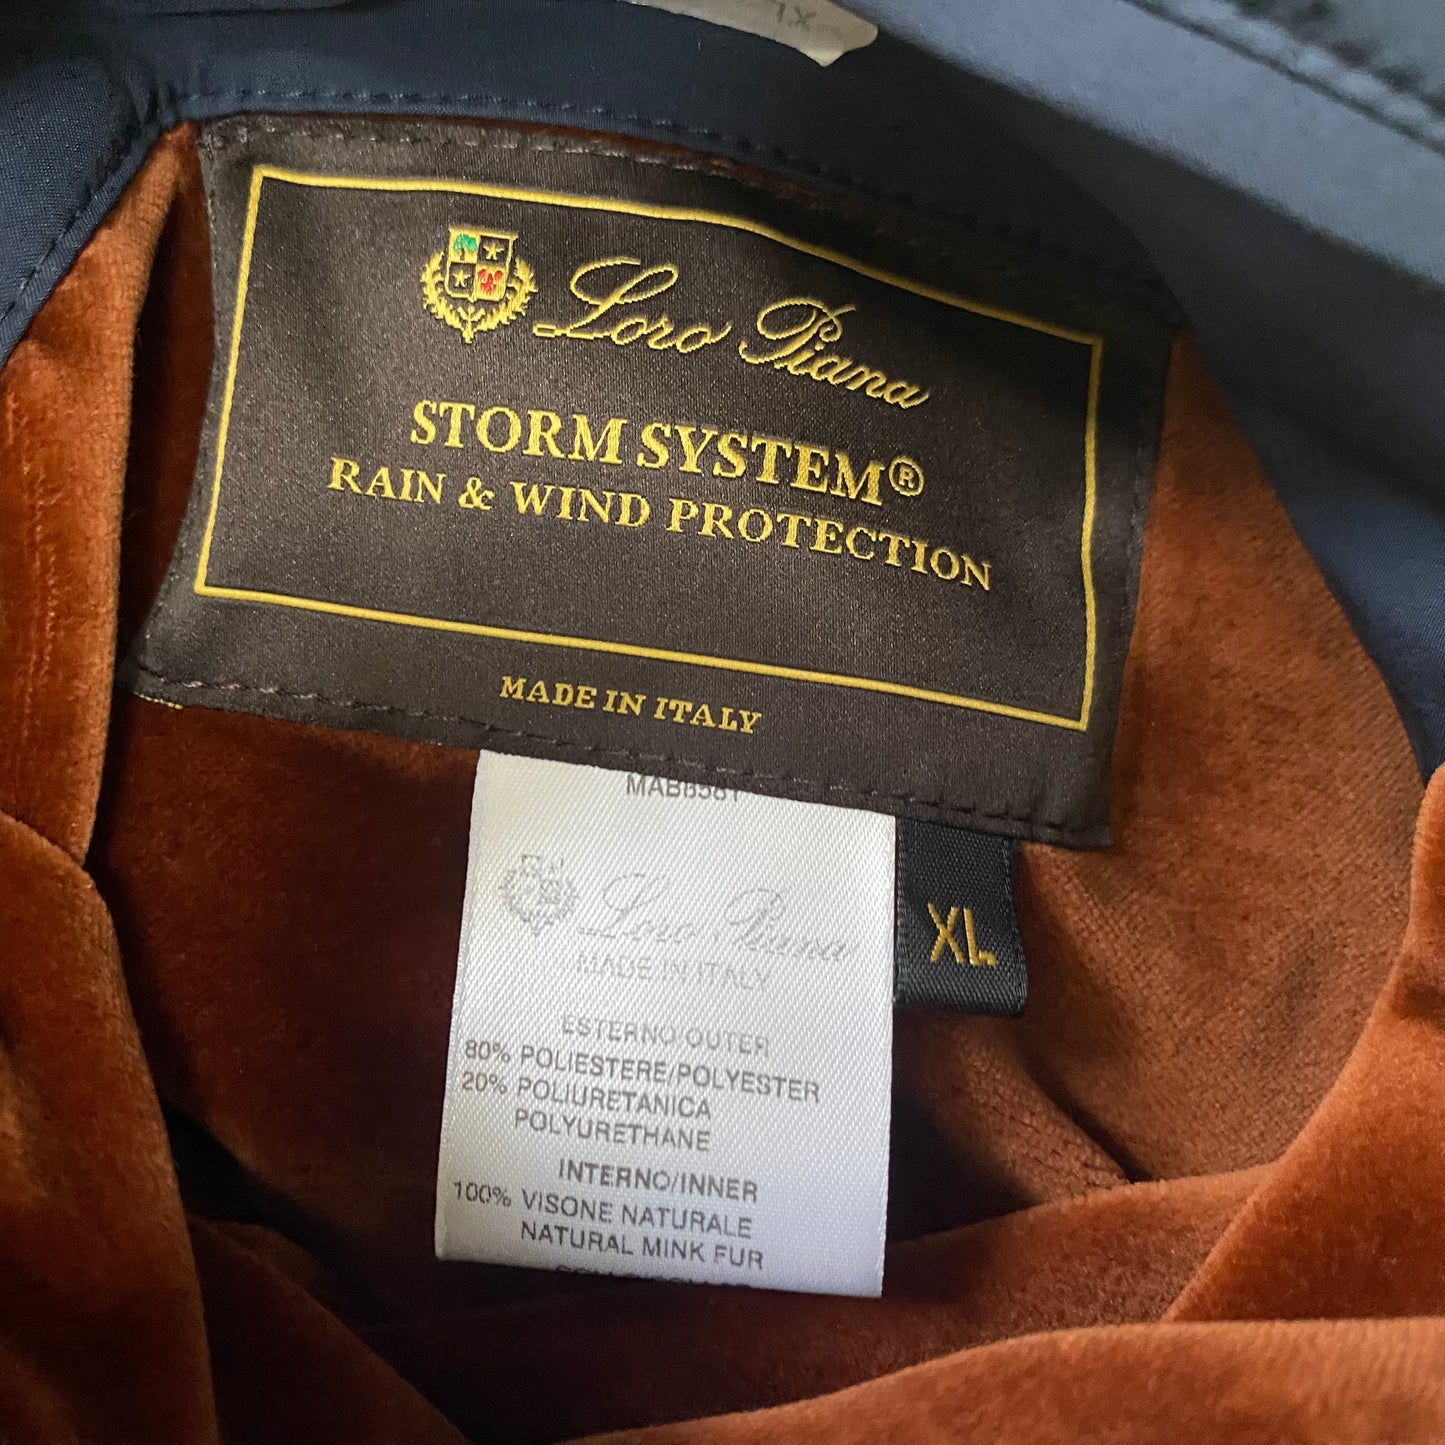 Loro Piana
STORM SYSTEM®
RAIN & WIND PROTECTION
MADE IN ITALY
XL
Loro Piana
MADE IN ITALY
ESTERNO/OUTER
80% POLIESTERE/POLYESTER
20% POLIURETANICA
POLYURETHANE
INTERNO/INNER
100% VISONE NATURALE
NATURAL MINK FUR